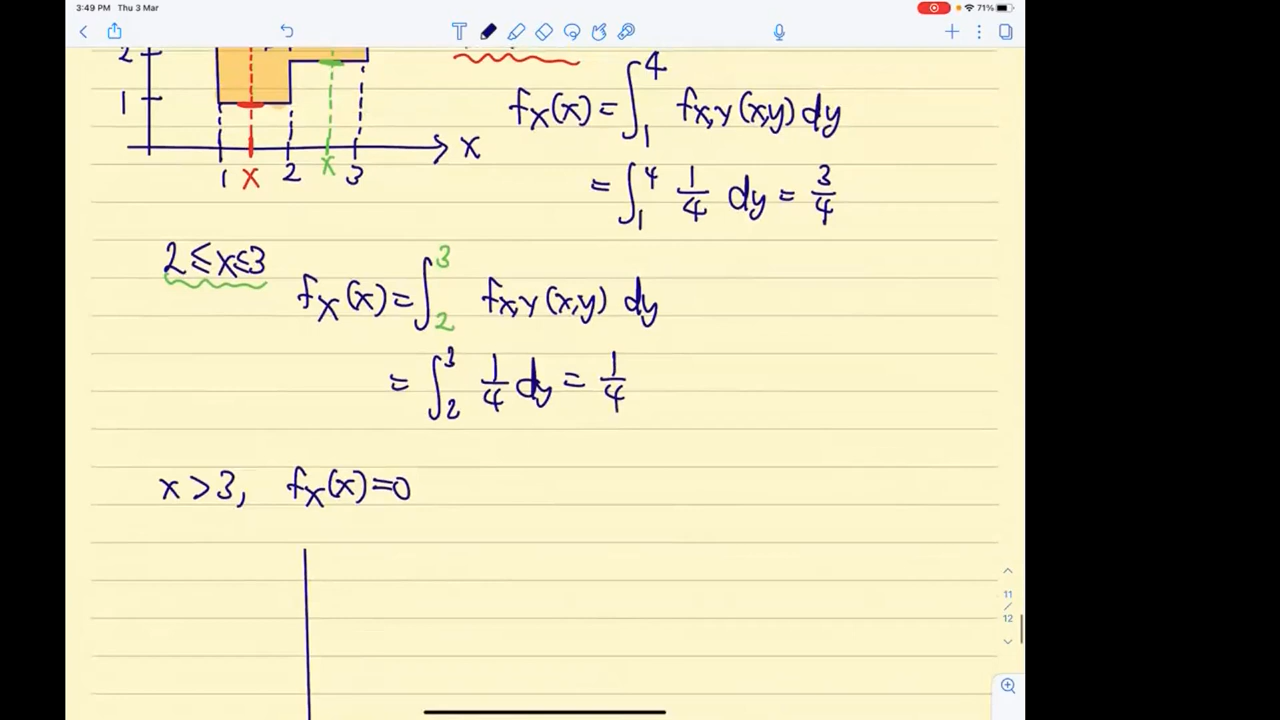 3:49 PM Thu 3 Mar
71%
2
1
x
1 x 2 x 3
fX(x) = ∫₁⁴ fX,Y(x,y) dy
= ∫₁⁴ 1/4 dy = 3/4
2 ≤ x ≤ 3
fX(x) = ∫₂³ fX,Y(x,y) dy
= ∫₂³ 1/4 dy = 1/4
x > 3, fX(x) = 0
11
/
12